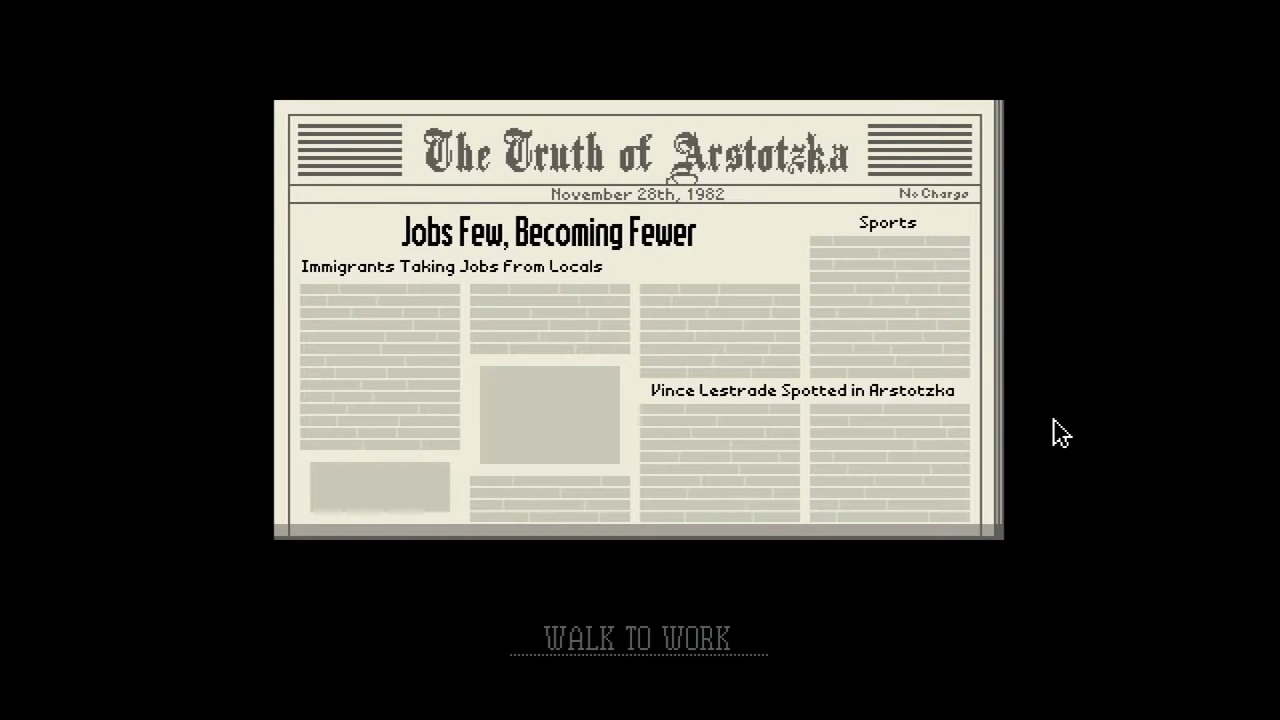 The Truth of Arstotzka
November 28th, 1982
No Charge
Jobs Few, Becoming Fewer
Immigrants Taking Jobs From Locals
Sports
Vince Lestrade Spotted in Arstotzka
WALK TO WORK